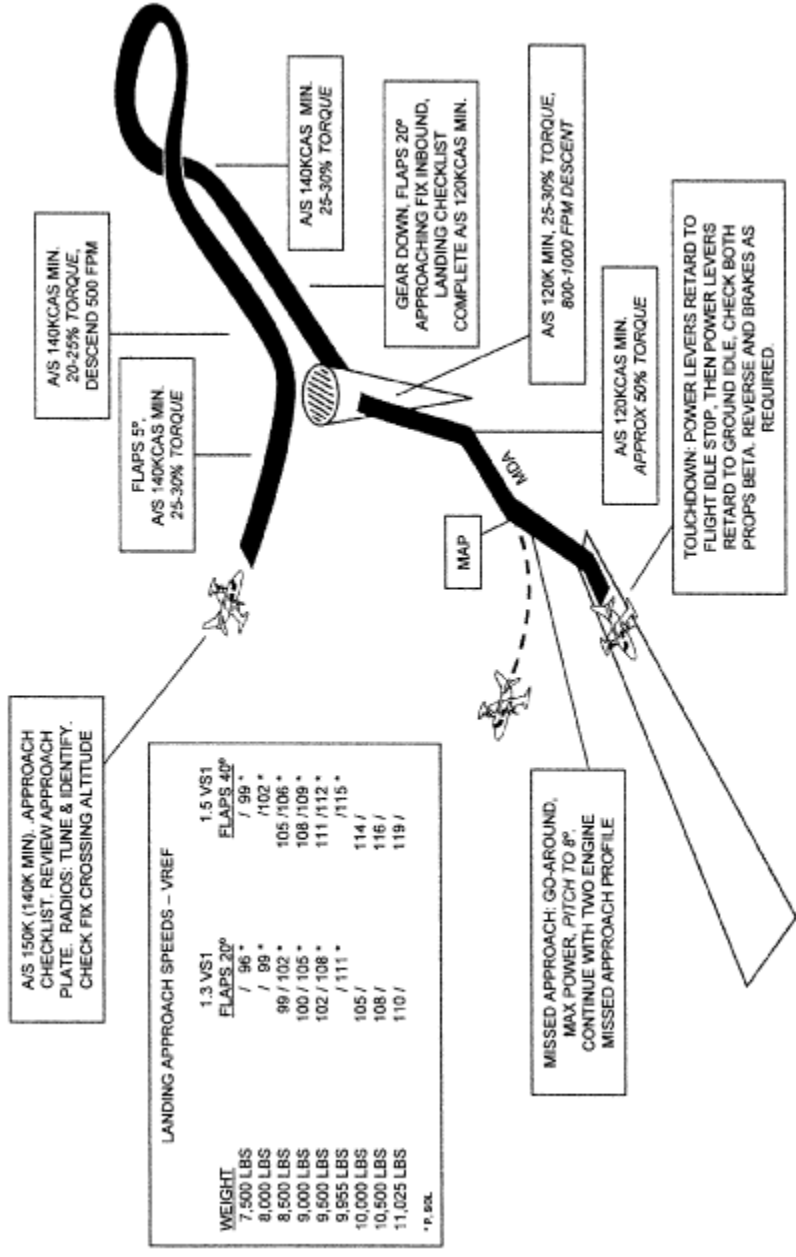 A/S 150K (140K MIN). .APPROACH
CHECKLIST. REVIEW APPROACH
PLATE. RADIOS: TUNE & IDENTIFY.
CHECK FIX CROSSING ALTITUDE
FLAPS 5º,
A/S 140KCAS MIN.
25-30% TORQUE
A/S 140KCAS MIN.
20-25% TORQUE,
DESCEND 500 FPM
A/S 140KCAS MIN.
25-30% TORQUE
GEAR DOWN, FLAPS 20º
APPROACHING FIX INBOUND,
LANDING CHECKLIST
COMPLETE A/S 120KCAS MIN.
A/S 120K MIN, 25-30% TORQUE,
800-1000 FPM DESCENT
A/S 120KCAS MIN.
APPROX 50% TORQUE
MDA
MAP
TOUCHDOWN: POWER LEVERS RETARD TO
FLIGHT IDLE STOP, THEN POWER LEVERS
RETARD TO GROUND IDLE, CHECK BOTH
PROPS BETA. REVERSE AND BRAKES AS
REQUIRED.
MISSED APPROACH: GO-AROUND,
MAX POWER, PITCH TO 8º.
CONTINUE WITH TWO ENGINE
MISSED APPROACH PROFILE
LANDING APPROACH SPEEDS – VREF
1.3 VS1 1.5 VS1
WEIGHT FLAPS 20º FLAPS 40º
7,500 LBS / 96 * / 99 *
8,000 LBS / 99 * /102 *
8,500 LBS 99 / 102 * 105 /106 *
9,000 LBS 100 / 105 * 108 /109 *
9,500 LBS 102 / 108 * 111 /112 *
9,955 LBS / 111 * /115 *
10,000 LBS 105 / 114 /
10,500 LBS 108 / 116 /
11,025 LBS 110 / 119 /